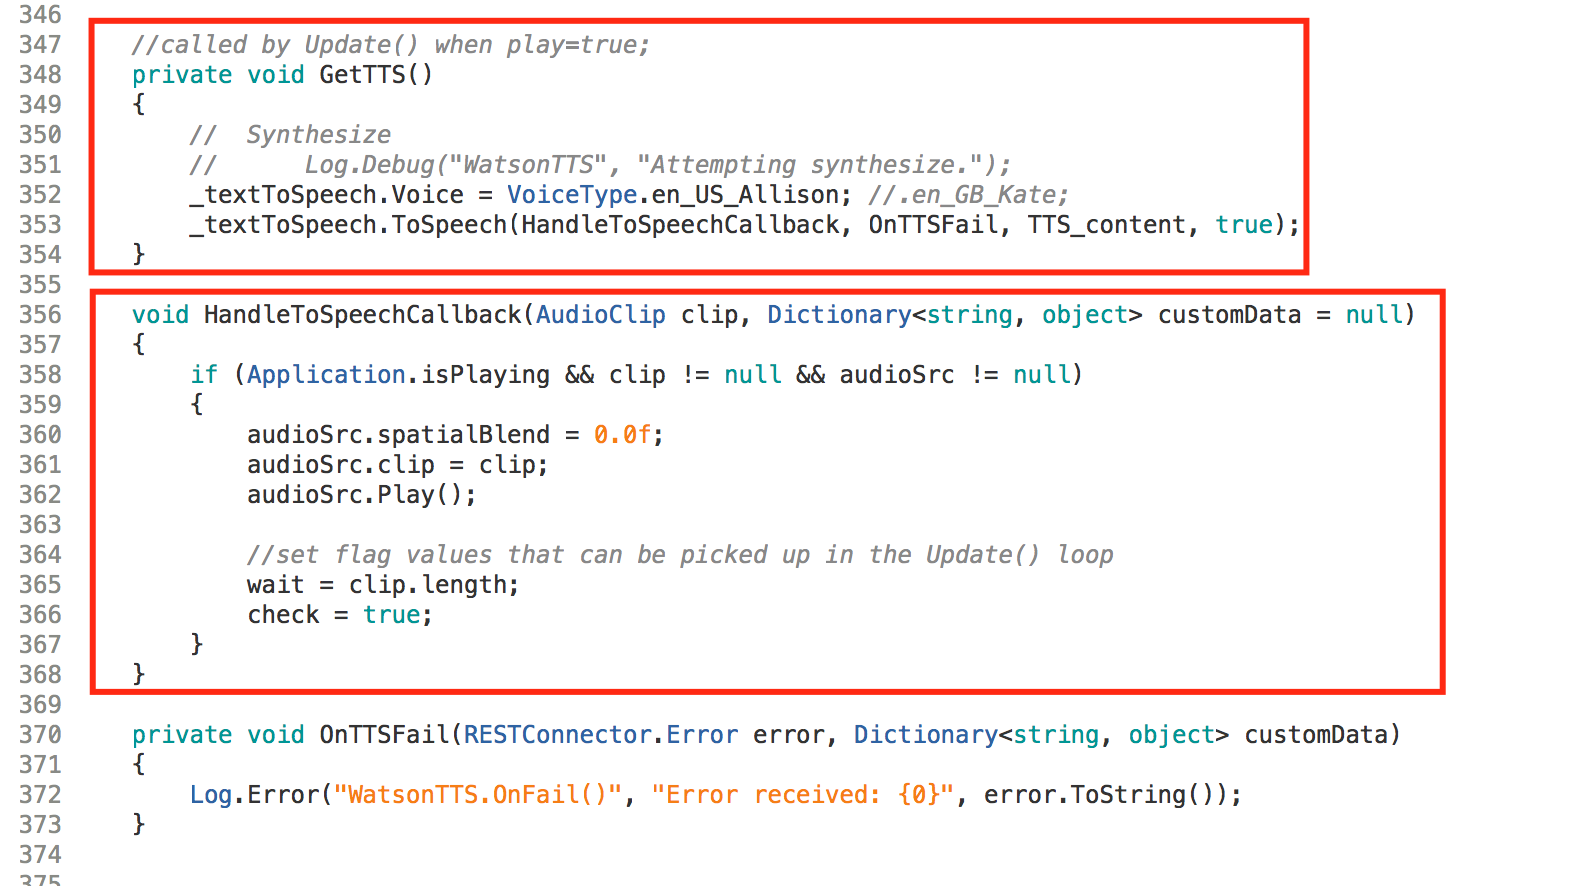 346
347 //called by Update() when play=true;
348 private void GetTTS()
349 {
350 //  Synthesize
351 //      Log.Debug("WatsonTTS", "Attempting synthesize.");
352 _textToSpeech.Voice = VoiceType.en_US_Allison; //.en_GB_Kate;
353 _textToSpeech.ToSpeech(HandleToSpeechCallback, OnTTSFail, TTS_content, true);
354 }
355
356 void HandleToSpeechCallback(AudioClip clip, Dictionary<string, object> customData = null)
357 {
358 if (Application.isPlaying && clip != null && audioSrc != null)
359 {
360 audioSrc.spatialBlend = 0.0f;
361 audioSrc.clip = clip;
362 audioSrc.Play();
363
364 //set flag values that can be picked up in the Update() loop
365 wait = clip.length;
366 check = true;
367 }
368 }
369
370 private void OnTTSFail(RESTConnector.Error error, Dictionary<string, object> customData)
371 {
372 Log.Error("WatsonTTS.OnFail()", "Error received: {0}", error.ToString());
373 }
374
375